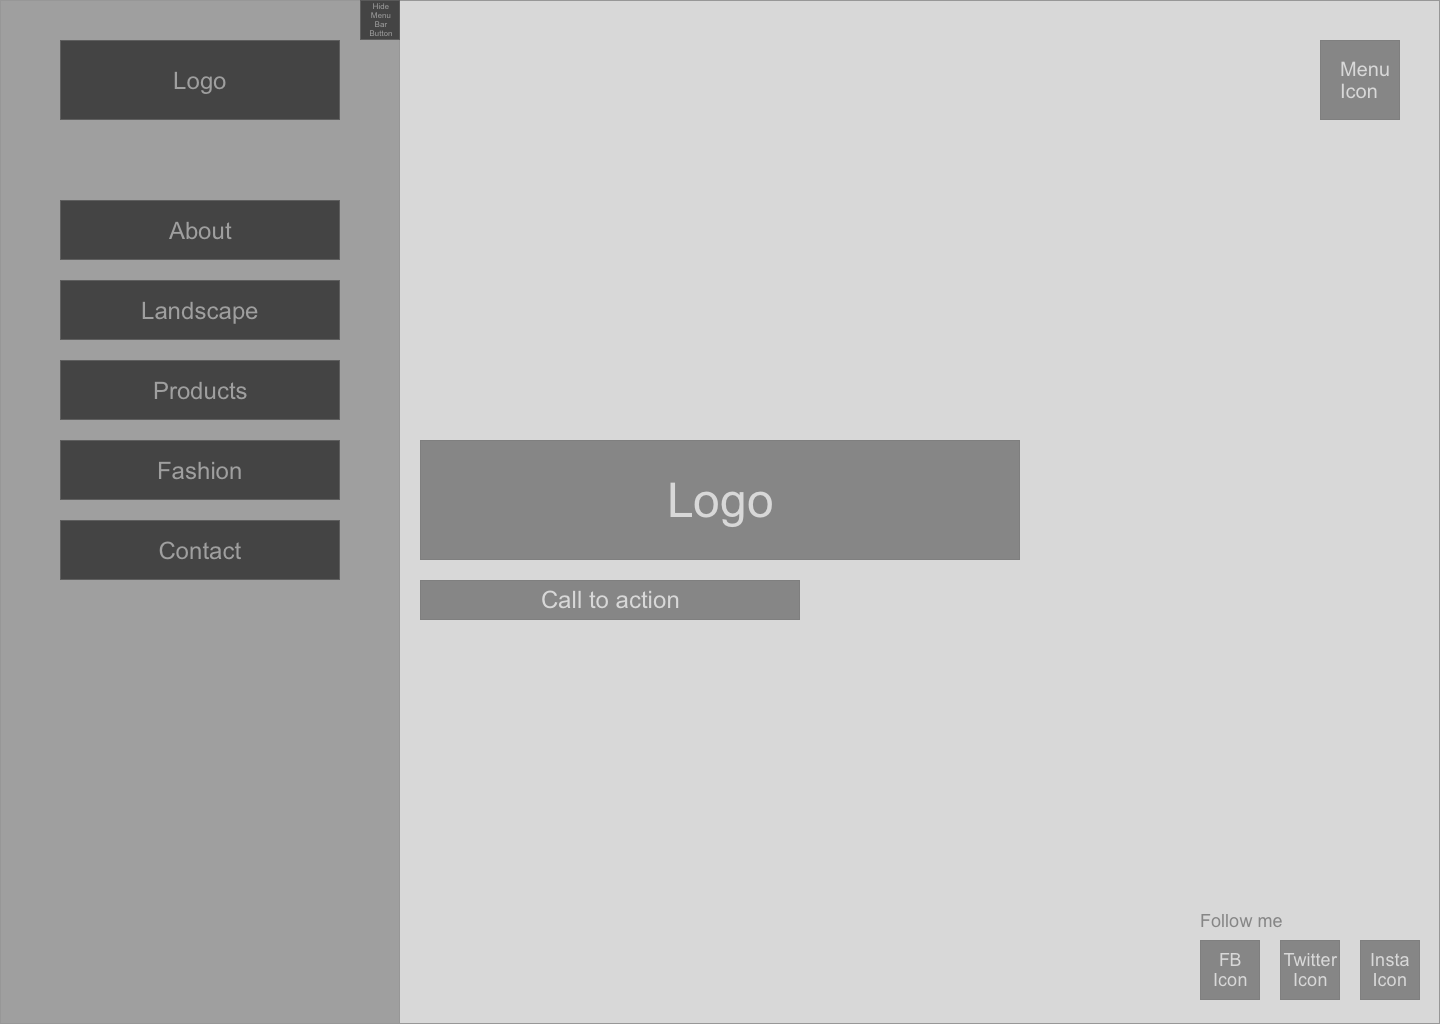 Hide
Menu
Bar
Button
Logo
About
Landscape
Products
Fashion
Contact
Menu
Icon
Logo
Call to action
Follow me
FB
Icon
Twitter
Icon
Insta
Icon